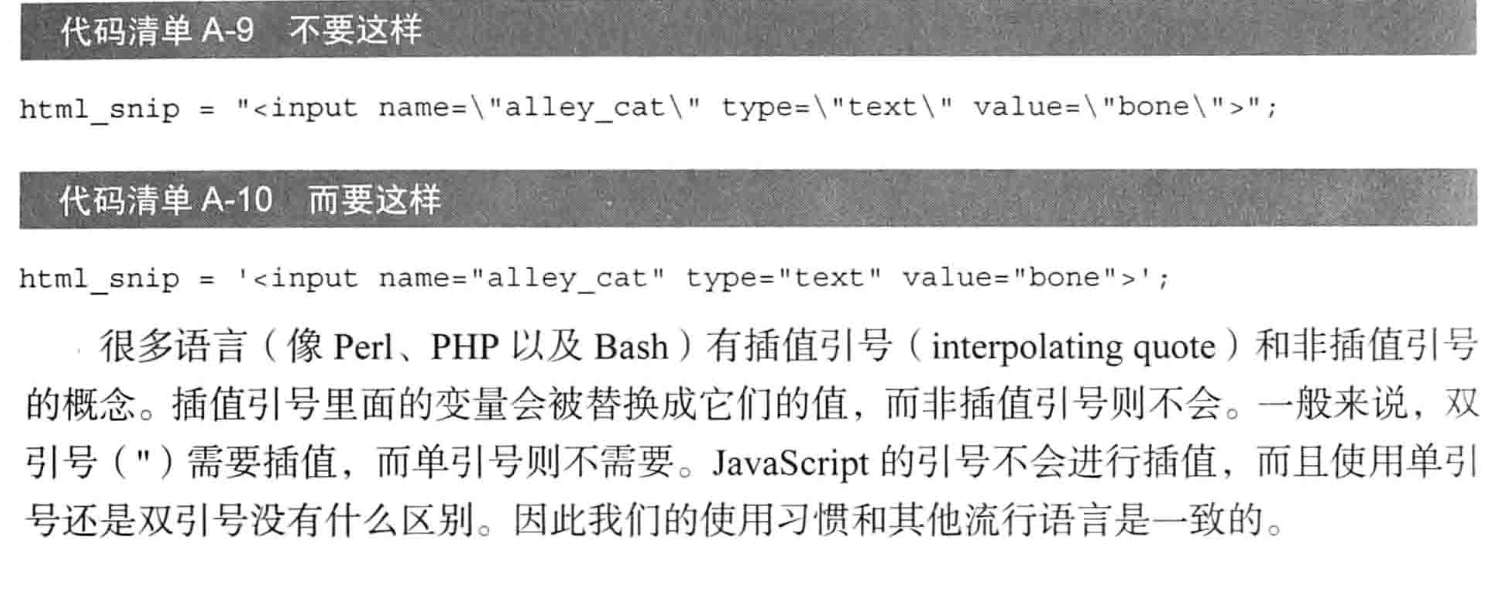 代码清单 A-9 不要这样
html_snip = "<input name=\"alley_cat\" type=\"text\" value=\"bone\">";
代码清单 A-10 而要这样
html_snip = '<input name="alley_cat" type="text" value="bone">';
很多语言（像 Perl、PHP 以及 Bash）有插值引号（interpolating quote）和非插值引号
的概念。插值引号里面的变量会被替换成它们的值，而非插值引号则不会。一般来说，双
引号（"）需要插值，而单引号则不需要。JavaScript 的引号不会进行插值，而且使用单引
号还是双引号没有什么区别。因此我们的使用习惯和其他流行语言是一致的。